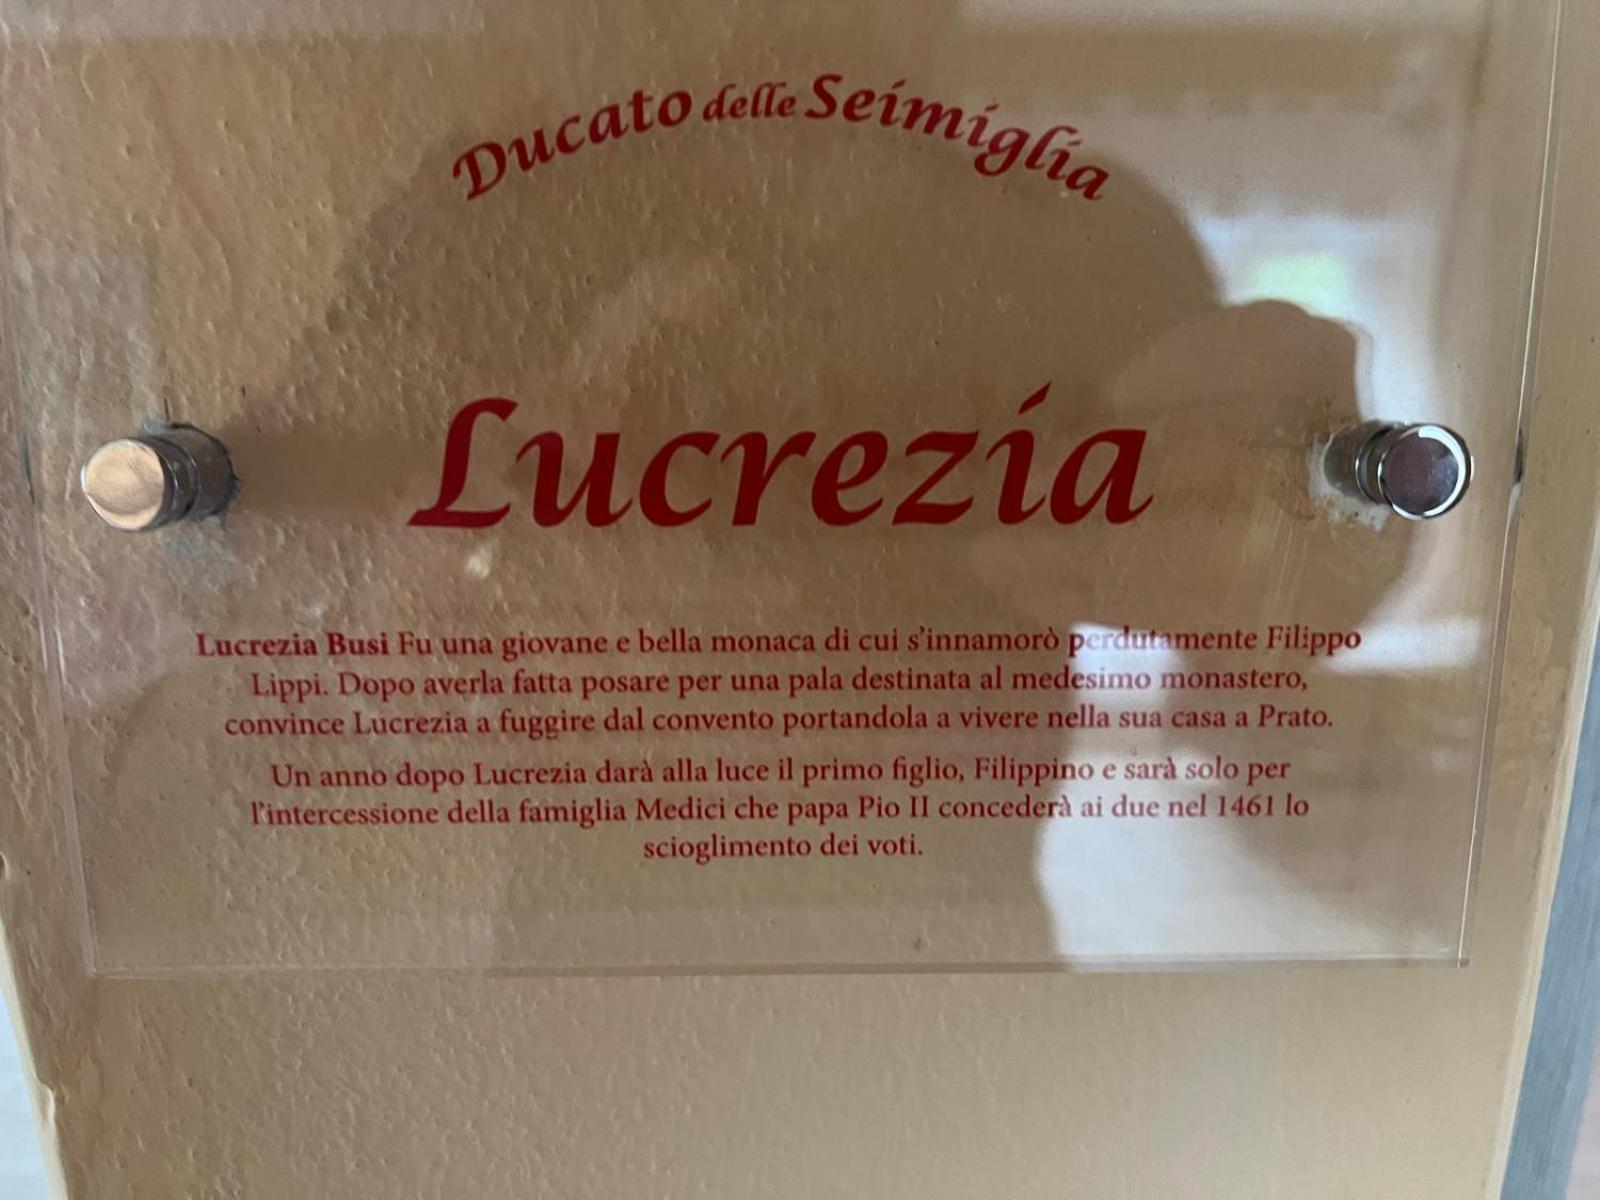 Ducato delle Seimiglia
Lucrezia
Lucrezia Busi Fu una giovane e bella monaca di cui s'innamorò perdutamente Filippo
Lippi. Dopo averla fatta posare per una pala destinata al medesimo monastero,
convince Lucrezia a fuggire dal convento portandola a vivere nella sua casa a Prato.
Un anno dopo Lucrezia darà alla luce il primo figlio, Filippino e sarà solo per
l'intercessione della famiglia Medici che papa Pio II concederà ai due nel 1461 lo
scioglimento dei voti.